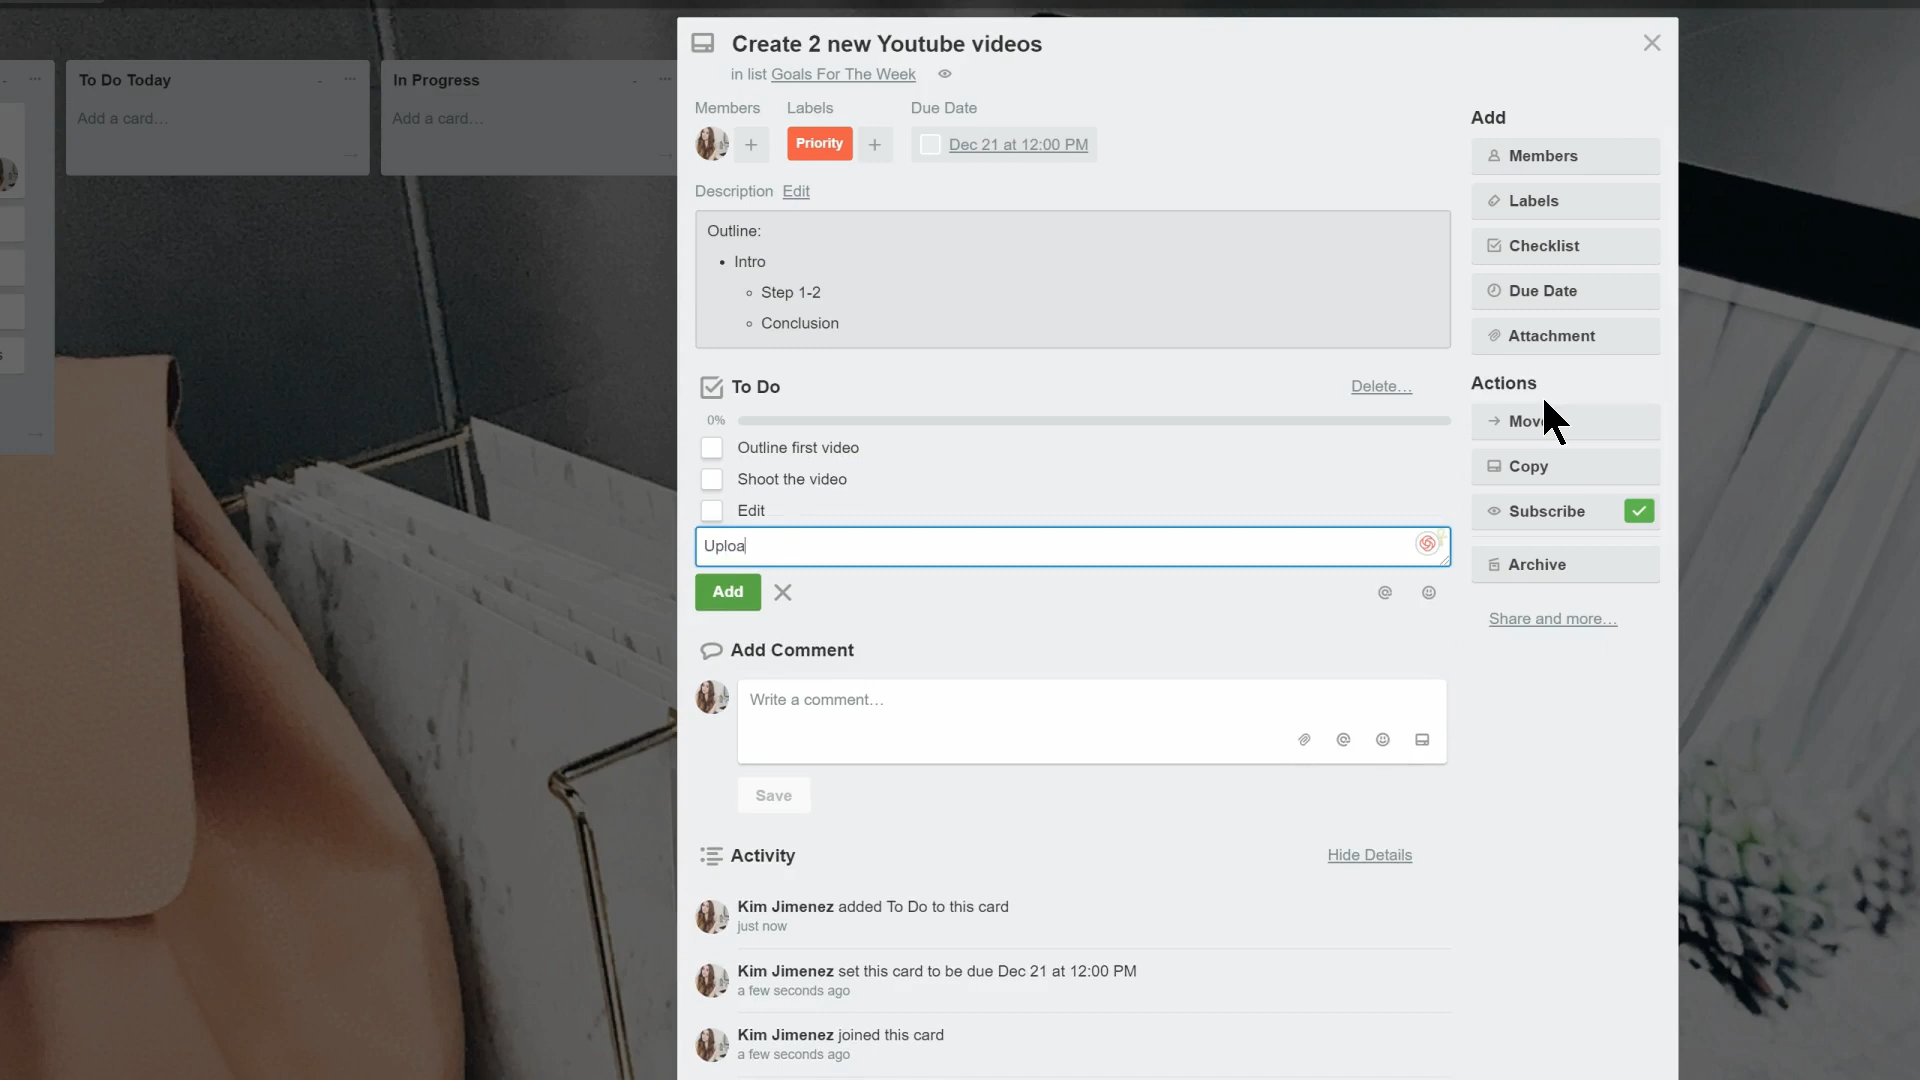 Create 2 new Youtube videos
in list Goals For The Week
To Do Today
In Progress
Add a card…
Add a card…
Members
Labels
Due Date
Priority
Dec 21 at 12:00 PM
Description Edit
Outline:
• Intro
◦ Step 1-2
◦ Conclusion
To Do
Delete…
0%
Outline first video
Shoot the video
Edit
Uploa
Add
Add Comment
Write a comment…
Save
Activity
Hide Details
Kim Jimenez added To Do to this card
just now
Kim Jimenez set this card to be due Dec 21 at 12:00 PM
a few seconds ago
Kim Jimenez joined this card
a few seconds ago
Add
Members
Labels
Checklist
Due Date
Attachment
Actions
Mov
Copy
Subscribe
Archive
Share and more…